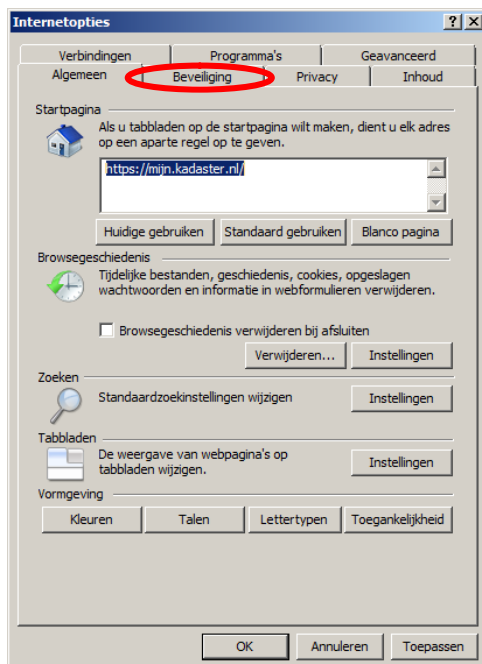 Internetopties
Verbindingen Programma's Geavanceerd
Algemeen Beveiliging Privacy Inhoud
Startpagina
Als u tabbladen op de startpagina wilt maken, dient u elk adres
op een aparte regel op te geven.
https://mijn.kadaster.nl/
Huidige gebruiken Standaard gebruiken Blanco pagina
Browsegeschiedenis
Tijdelijke bestanden, geschiedenis, cookies, opgeslagen
wachtwoorden en informatie in webformulieren verwijderen.
Browsegeschiedenis verwijderen bij afsluiten
Verwijderen... Instellingen
Zoeken
Standaardzoekinstellingen wijzigen Instellingen
Tabbladen
De weergave van webpagina's op
tabbladen wijzigen. Instellingen
Vormgeving
Kleuren Talen Lettertypen Toegankelijkheid
OK Annuleren Toepassen